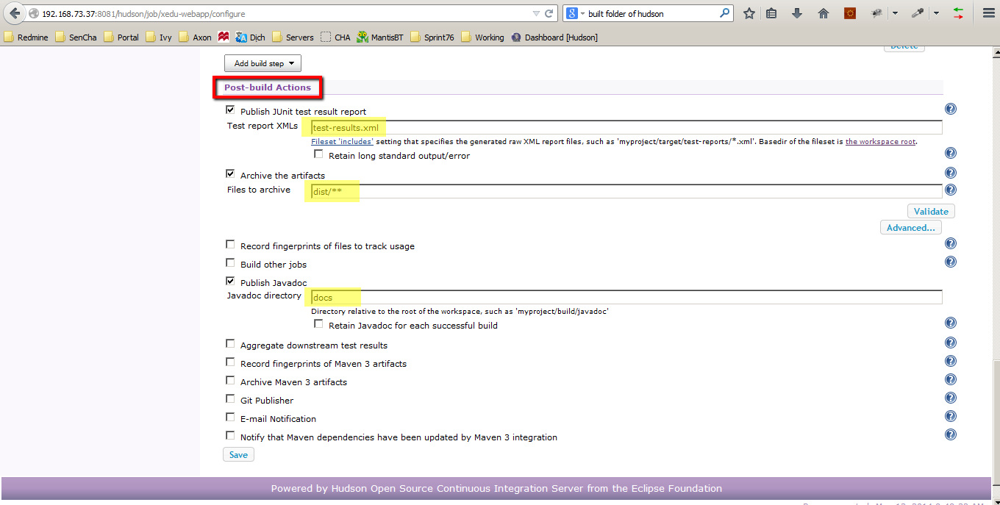 192.168.73.37:8081/hudson/job/xedu-webapp/configure
8 built folder of hudson
Redmine SenCha Portal Ivy Axon Dịch Servers CHA MantisBT Sprint76 Working Dashboard [Hudson]
Delete
Add build step
Post-build Actions
Publish JUnit test result report
Test report XMLs test-results.xml
Fileset 'includes' setting that specifies the generated raw XML report files, such as 'myproject/target/test-reports/*.xml'. Basedir of the fileset is the workspace root.
Retain long standard output/error
Archive the artifacts
Files to archive dist/**
Validate
Advanced...
Record fingerprints of files to track usage
Build other jobs
Publish Javadoc
Javadoc directory docs
Directory relative to the root of the workspace, such as 'myproject/build/javadoc'
Retain Javadoc for each successful build
Aggregate downstream test results
Record fingerprints of Maven 3 artifacts
Archive Maven 3 artifacts
Git Publisher
E-mail Notification
Notify that Maven dependencies have been updated by Maven 3 integration
Save
Powered by Hudson Open Source Continuous Integration Server from the Eclipse Foundation